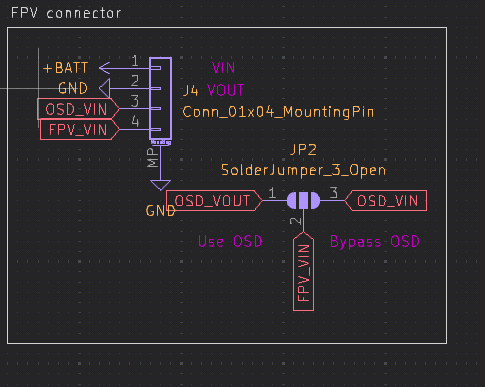 FPV connector
+BATT 1 VIN
GND 2 J4 VOUT
OSD_VIN 3 Conn_01x04_MountingPin
FPV_VIN 4
MP
GND
JP2
SolderJumper_3_Open
OSD_VOUT 1 3 OSD_VIN
2
Use OSD Bypass OSD
FPV_VIN